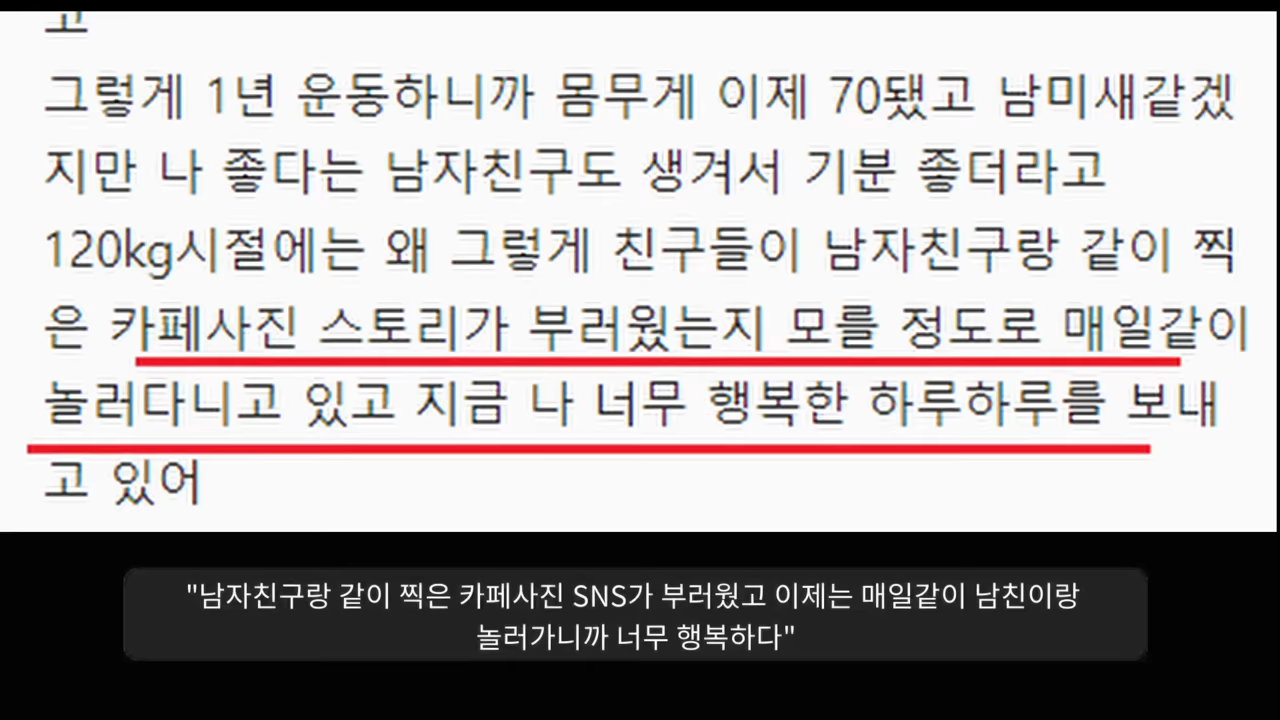 고
그렇게 1년 운동하니까 몸무게 이제 70됐고 남미새같겠
지만 나 좋다는 남자친구도 생겨서 기분 좋더라고
120kg시절에는 왜 그렇게 친구들이 남자친구랑 같이 찍
은 카페사진 스토리가 부러웠는지 모를 정도로 매일같이
놀러다니고 있고 지금 나 너무 행복한 하루하루를 보내
고 있어
"남자친구랑 같이 찍은 카페사진 SNS가 부러웠고 이제는 매일같이 남친이랑
놀러가니까 너무 행복하다"